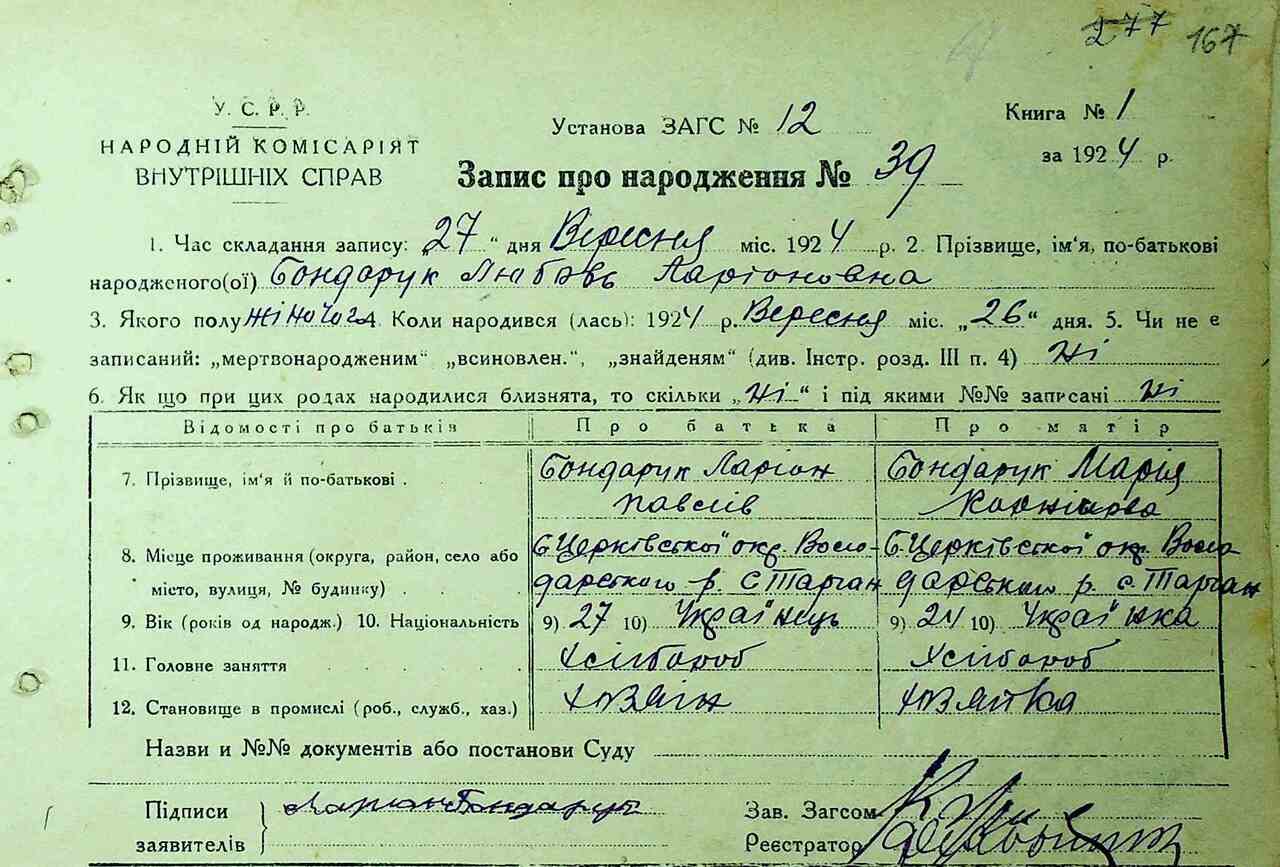 277 167
У. С. Р. Р.
НАРОДНІЙ КОМІСАРІЯТ
ВНУТРІШНІХ СПРАВ
Установа ЗАГС № 12
Книга № 1
за 1924 р.
Запис про народження № 39
1. Час складання запису: „27“ дня Вересня міс. 1924 р. 2. Прізвище, ім‘я, по-батькові
народженого(ої) Бондарук Любовь Ларіоновна
3. Якого полу жіночого 4. Коли народився (лась): 1924 р. Вересня міс. „26“ дня. 5. Чи не є
записаний: „мертвонародженим“ „всиновлен.“, „знайденям“ (див. Інстр. розд. III п. 4) Ні
6. Як що при цих родах народилися близнята, то скільки „Ні“ і під якими №№ записані Ні
Відомості про батьків Про батька Про матір
7. Прізвище, ім‘я й по-батькові . Бондарук Ларіон Бондарук Марія
Павлів
8. Місце проживання (округа, район, село або Б Церківської окр. Воло- Б. Церківської окр. Воло
місто, вулиця, № будинку) . . дарського р. с Тарган дарського р. с. Тарган
9. Вік (років од народж.) 10. Національність 9) 27 10) Українець 9) 24 10) Українка
11. Головне заняття Хлібороб Хлібороб
12. Становище в промислі (роб., служб., хаз.) Хозяін Хозяйка
Назви и №№ документів або постанови Суду
Підписи Ларіон Бондарук Зав. Загсом
заявителів Реєстратор